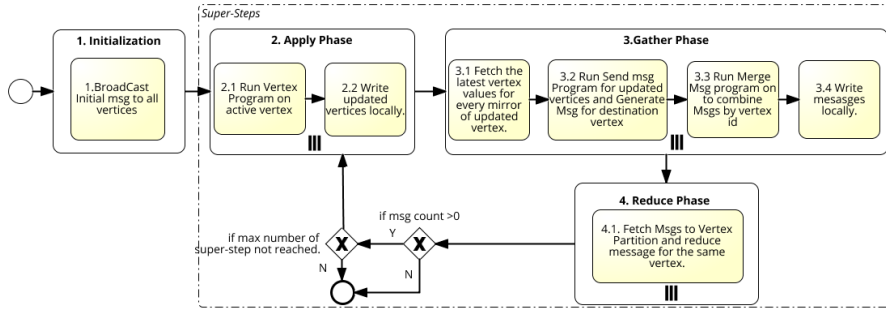 Super-Steps
1. Initialization
1.BroadCast
Initial msg to all
vertices
2. Apply Phase
2.1 Run Vertex
Program on
active vertex
2.2 Write
updated
vertices locally.
3.Gather Phase
3.1 Fetch the
latest vertex
values for
every mirror
of updated
vertex.
3.2 Run Send msg
Program for updated
vertices and Generate
Msg for destination
vertex
3.3 Run Merge
Msg program on
to combine
Msgs by vertex
id
3.4 Write
mesasges
locally.
4. Reduce Phase
4.1. Fetch Msgs to Vertex
Partition and reduce
message for the same
vertex.
if msg count >0
Y
N
if max number of
super-step not reached.
N